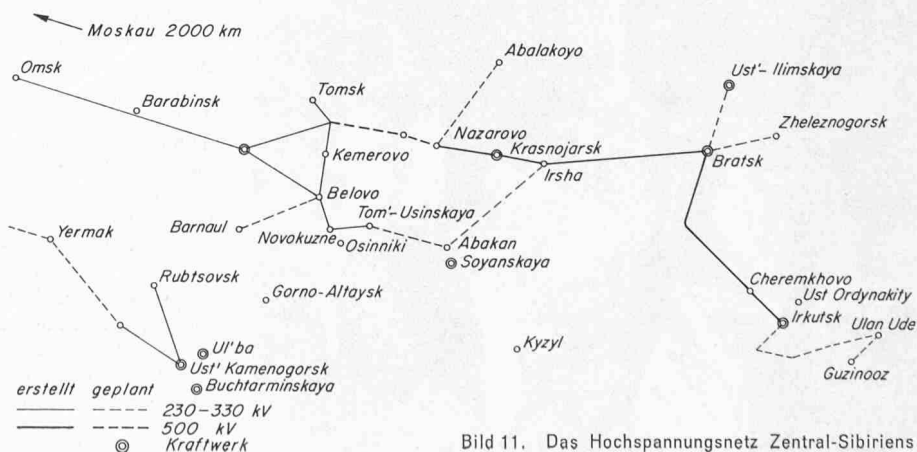 Moskau 2000 km
Omsk
Barabinsk
Tomsk
Abalakoyo
Ust'-Ilimskaya
Zheleznogorsk
Nazarovo
Krasnojarsk
Bratsk
Kemerovo
Irsha
Belovo
Barnaul
Tom'-Usinskaya
Novokuzne
Osinniki
Abakan
Soyanskaya
Yermak
Rubtsovsk
Gorno-Altaysk
Cheremkhovo
Ust Ordynakity
Irkutsk
Ulan Ude
Kyzyl
Guzinooz
Ul'ba
Ust' Kamenogorsk
Buchtarminskaya
erstellt geplant
230-330 kV
500 kV
Kraftwerk
Bild 11. Das Hochspannungsnetz Zentral-Sibiriens